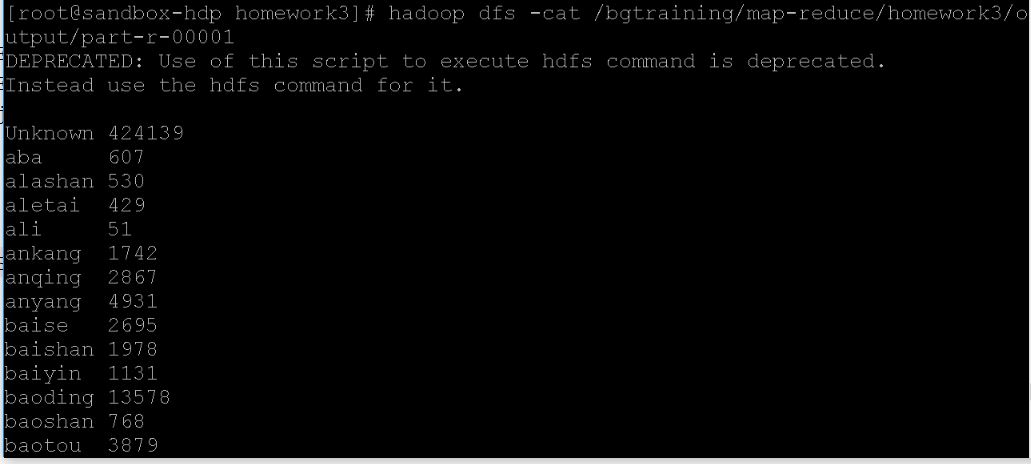 [root@sandbox-hdp homework3]# hadoop dfs -cat /bgtraining/map-reduce/homework3/o
utput/part-r-00001
DEPRECATED: Use of this script to execute hdfs command is deprecated.
Instead use the hdfs command for it.
Unknown 424139
aba 607
alashan 530
aletai 429
ali 51
ankang 1742
anqing 2867
anyang 4931
baise 2695
baishan 1978
baiyin 1131
baoding 13578
baoshan 768
baotou 3879